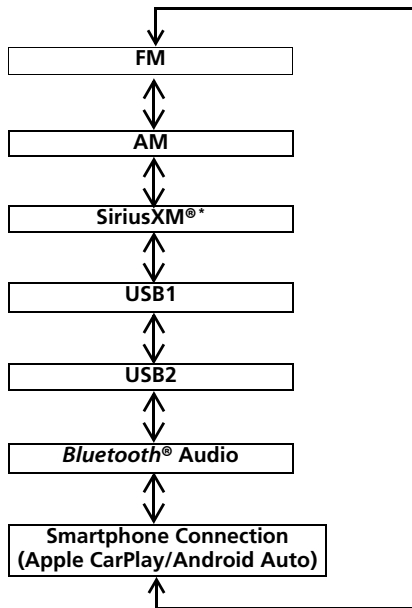 FM
AM
SiriusXM®*
USB1
USB2
Bluetooth® Audio
Smartphone Connection
(Apple CarPlay/Android Auto)